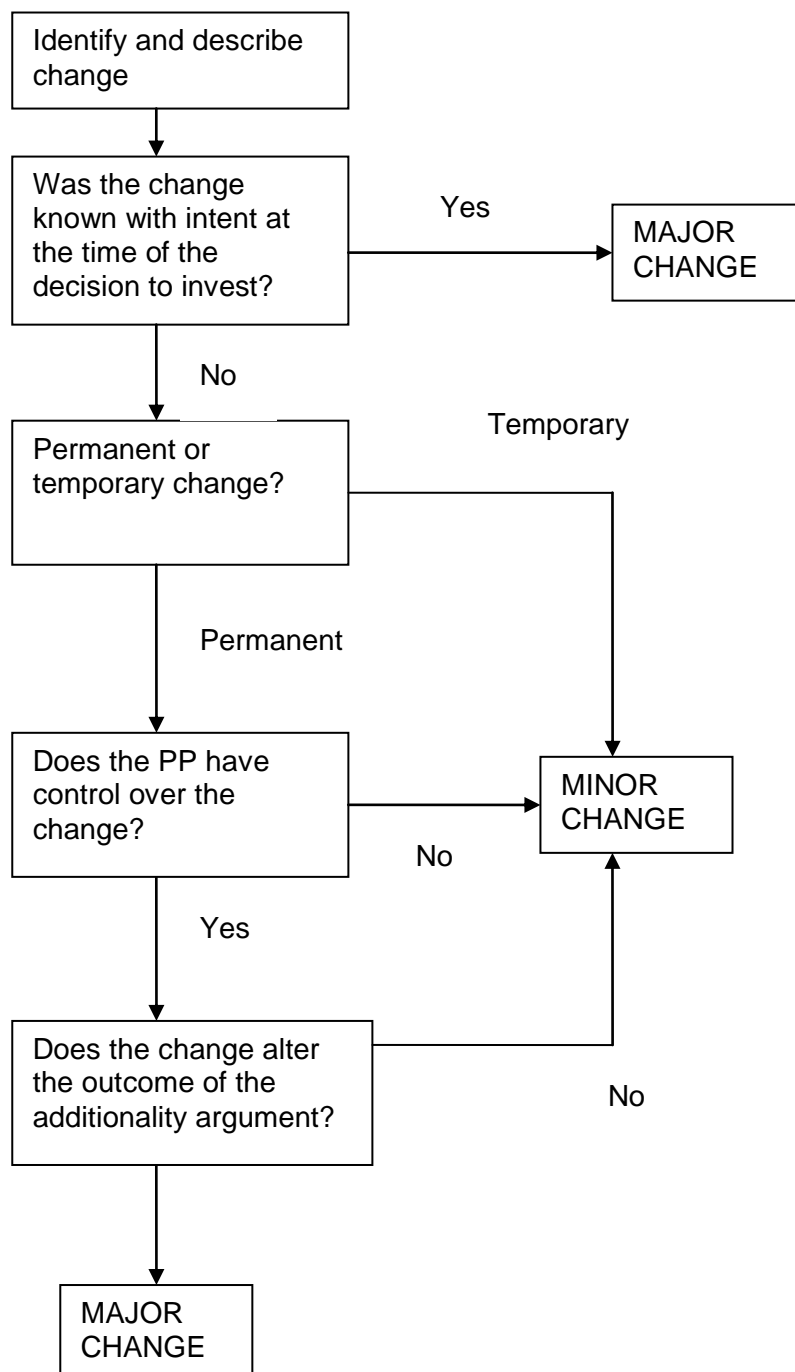 Identify and describe
change
Was the change
known with intent at
the time of the
decision to invest?
Yes
MAJOR
CHANGE
No
Temporary
Permanent or
temporary change?
Permanent
Does the PP have
control over the
change?
MINOR
CHANGE
No
Yes
Does the change alter
the outcome of the
additionality argument?
No
MAJOR
CHANGE